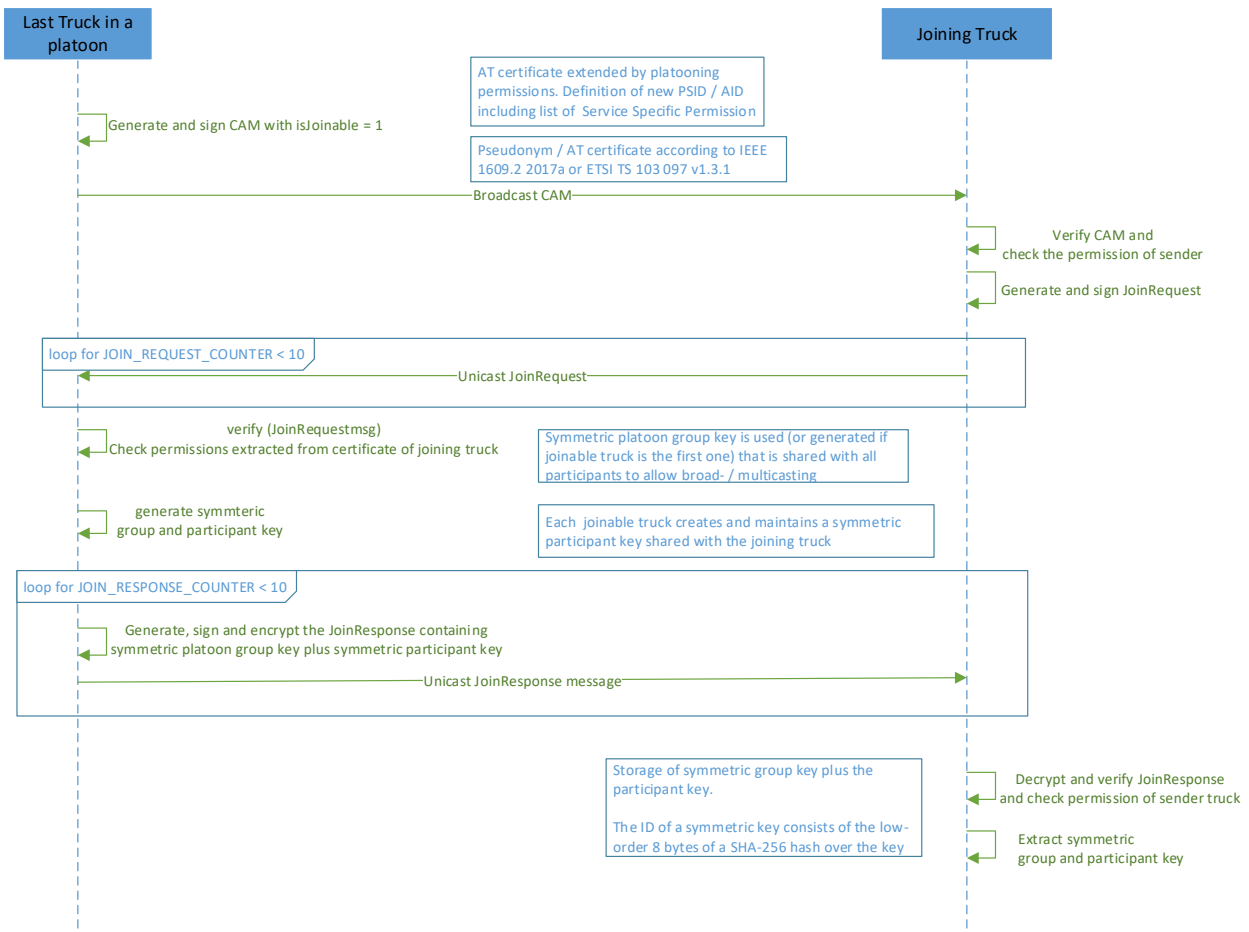 Last Truck in a
platoon
Joining Truck
AT certificate extended by platooning
permissions. Definition of new PSID / AID
including list of Service Specific Permission
Generate and sign CAM with isJoinable = 1
Pseudonym / AT certificate according to IEEE
1609.2 2017a or ETSI TS 103 097 v1.3.1
Broadcast CAM
Verify CAM and
check the permission of sender
Generate and sign JoinRequest
loop for JOIN_REQUEST_COUNTER < 10
Unicast JoinRequest
verify (JoinRequestmsg)
Check permissions extracted from certificate of joining truck
Symmetric platoon group key is used (or generated if
joinable truck is the first one) that is shared with all
participants to allow broad- / multicasting
generate symmteric
group and participant key
Each joinable truck creates and maintains a symmetric
participant key shared with the joining truck
loop for JOIN_RESPONSE_COUNTER < 10
Generate, sign and encrypt the JoinResponse containing
symmetric platoon group key plus symmetric participant key
Unicast JoinResponse message
Storage of symmetric group key plus the
participant key.
The ID of a symmetric key consists of the low-
order 8 bytes of a SHA-256 hash over the key
Decrypt and verify JoinResponse
and check permission of sender truck
Extract symmetric
group and participant key